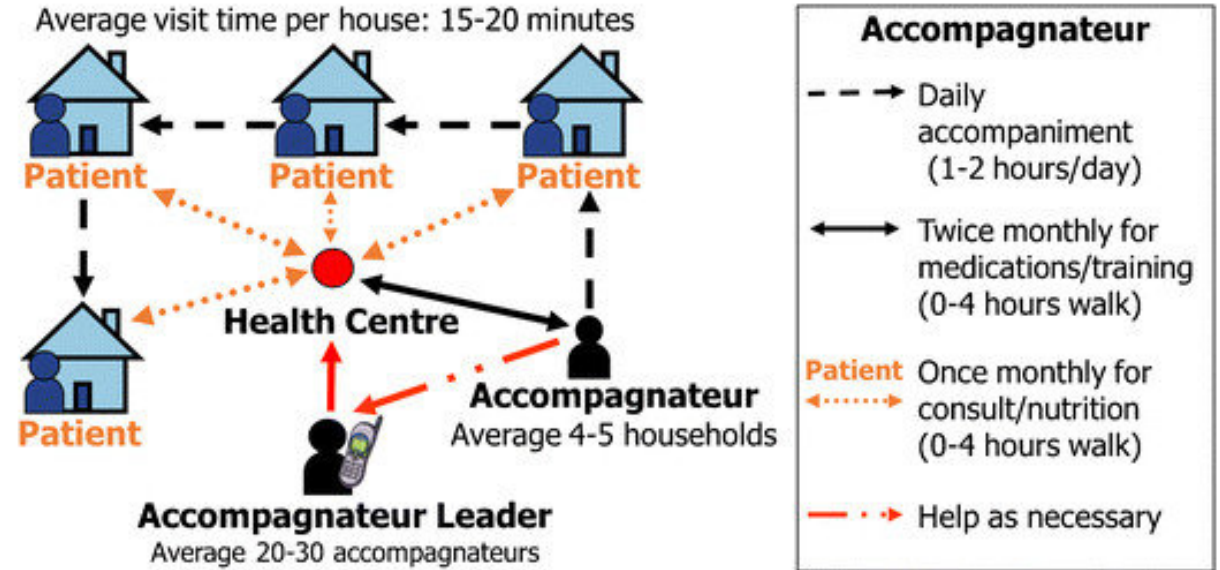 Average visit time per house: 15-20 minutes
Patient
Patient
Patient
Patient
Health Centre
Accompagnateur
Average 4-5 households
Accompagnateur Leader
Average 20-30 accompagnateurs
Accompagnateur
Daily
accompaniment
(1-2 hours/day)
Twice monthly for
medications/training
(0-4 hours walk)
Patient Once monthly for
consult/nutrition
(0-4 hours walk)
Help as necessary